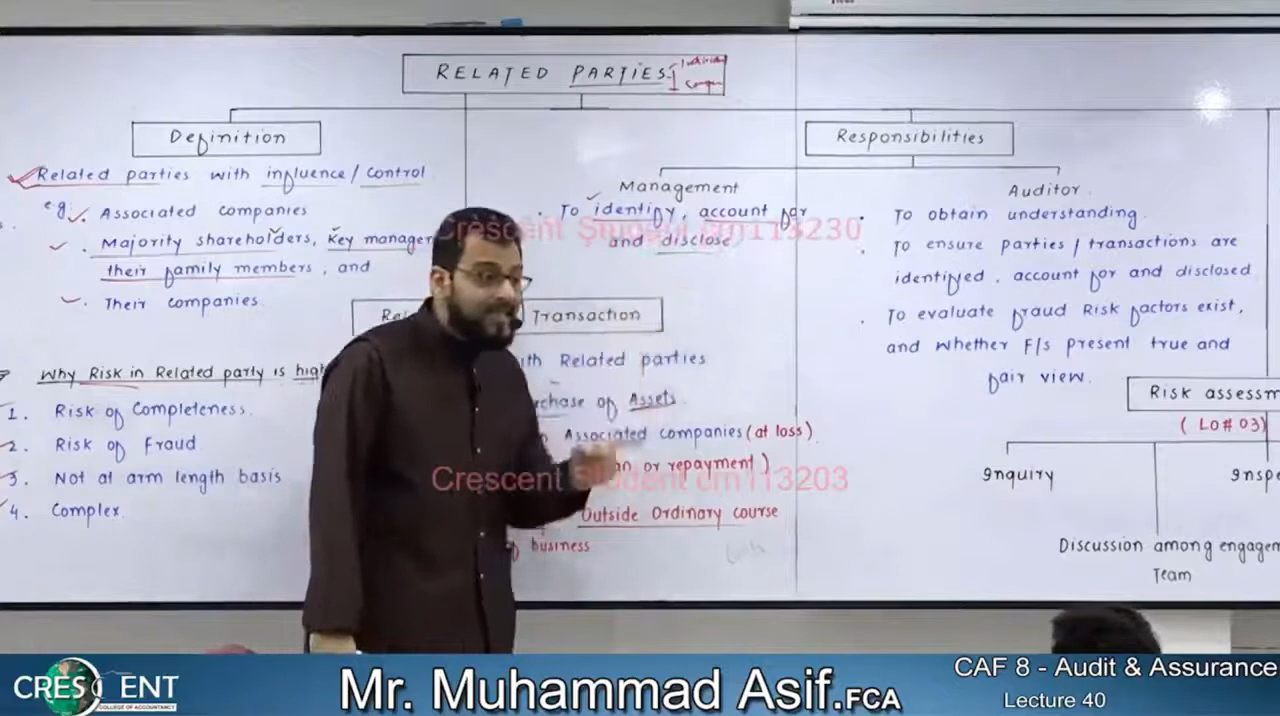 RELATED PARTIES
Definition
Related parties with influence/control
e.g. Associated companies
. Majority shareholders, Key manager
their family members, and
Their companies.
Why Risk in Related party is high
1. Risk of Completeness.
2. Risk of Fraud
3. Not at arm length basis
4. Complex
Transaction
with Related parties
of Assets.
Associated companies (at loss)
or repayment)
Outside Ordinary course
business
Responsibilities
Management
. To identify, account for
and disclose
Auditor.
. To obtain understanding.
. To ensure parties/transactions are
identified, account for and disclosed
. To evaluate fraud Risk factors exist,
and whether F/s present true and
fair view.
Risk assessm
(LO# 03)
Inquiry
Inspe
Discussion among engagem
Team
Crescent Student crn113230
Crescent Student crn113203
CRESCENT
COLLEGE OF ACCOUNTANCY
Mr. Muhammad Asif.FCA
CAF 8 - Audit & Assurance
Lecture 40